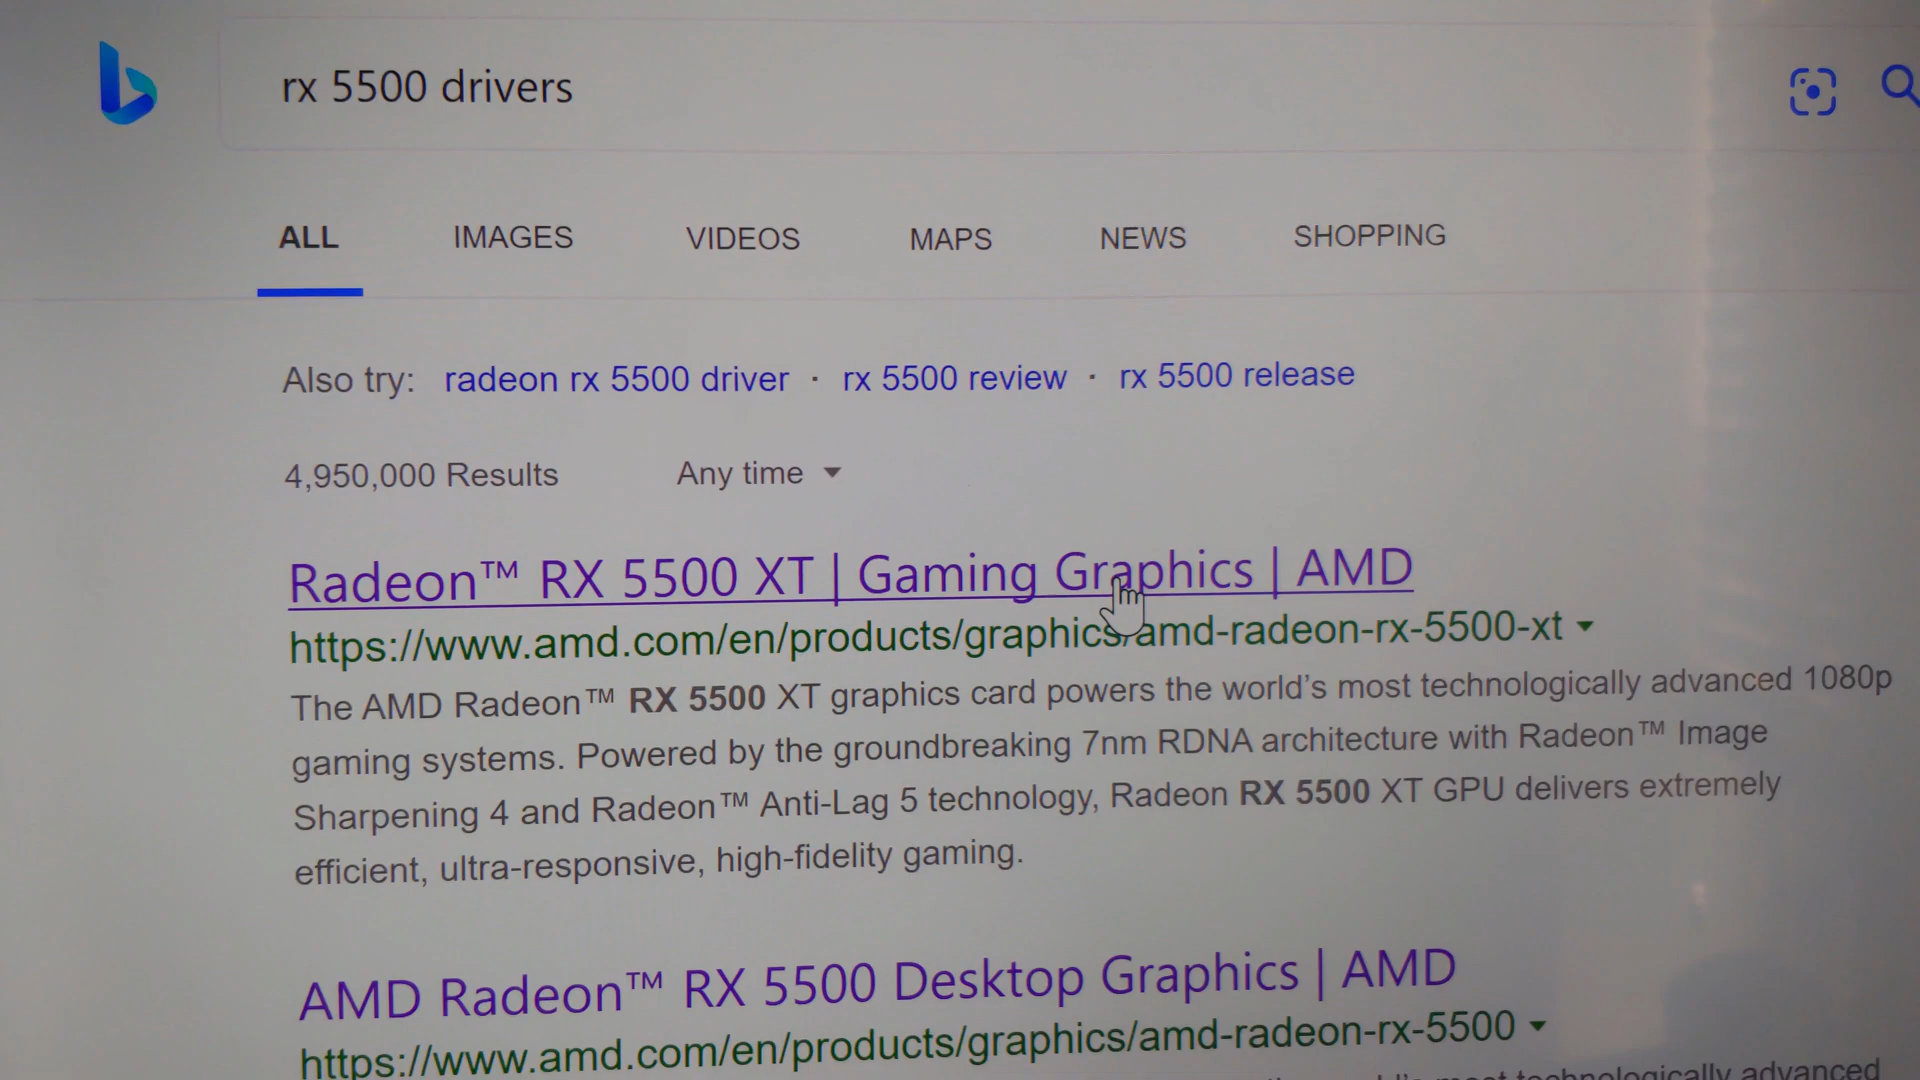 rx 5500 drivers
ALL IMAGES VIDEOS MAPS NEWS SHOPPING
Also try: radeon rx 5500 driver · rx 5500 review · rx 5500 release
4,950,000 Results Any time
Radeon™ RX 5500 XT | Gaming Graphics | AMD
https://www.amd.com/en/products/graphics/amd-radeon-rx-5500-xt
The AMD Radeon™ RX 5500 XT graphics card powers the world's most technologically advanced 1080p
gaming systems. Powered by the groundbreaking 7nm RDNA architecture with Radeon™ Image
Sharpening 4 and Radeon™ Anti-Lag 5 technology, Radeon RX 5500 XT GPU delivers extremely
efficient, ultra-responsive, high-fidelity gaming.
AMD Radeon™ RX 5500 Desktop Graphics | AMD
https://www.amd.com/en/products/graphics/amd-radeon-rx-5500
world's most technologically advanced